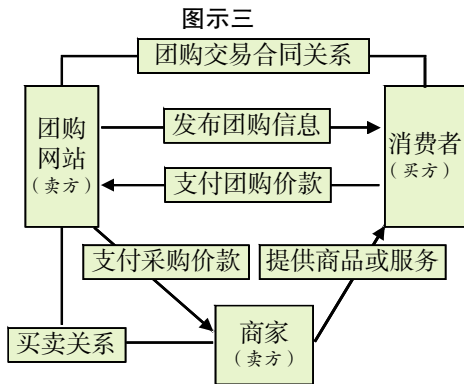 图示三
团购交易合同关系
团购
网站
（卖方）
发布团购信息
消费者
（买方）
支付团购价款
支付采购价款
提供商品或服务
买卖关系
商家
（卖方）